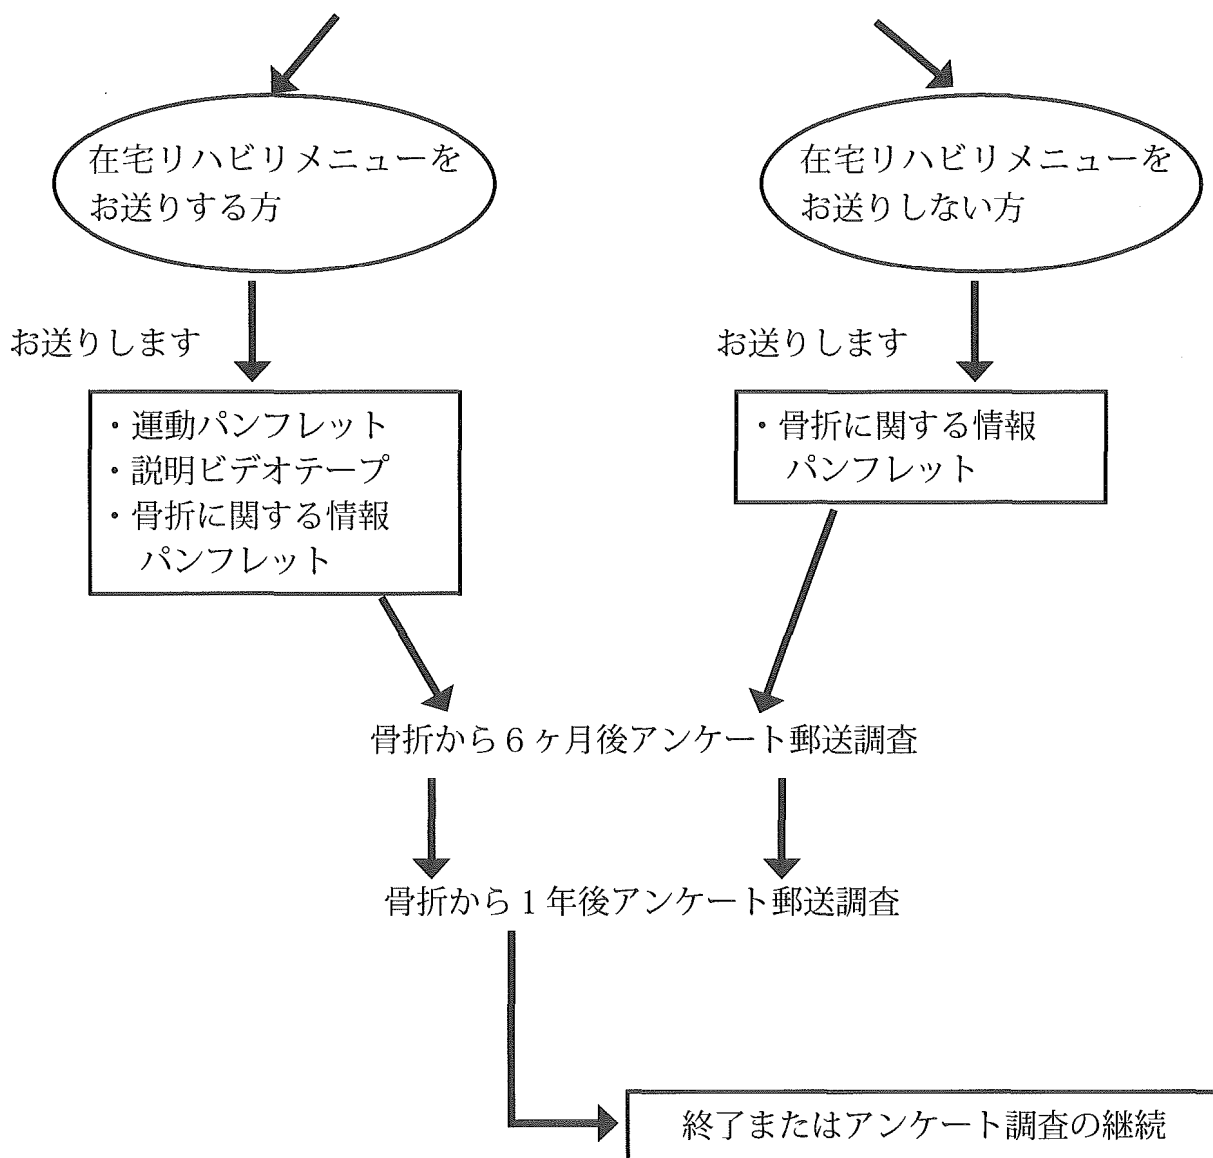 在宅リハビリメニューを
お送りする方
在宅リハビリメニューを
お送りしない方
お送りします
お送りします
・運動パンフレット
・説明ビデオテープ
・骨折に関する情報
パンフレット
・骨折に関する情報
パンフレット
骨折から6ヶ月後アンケート郵送調査
骨折から1年後アンケート郵送調査
終了またはアンケート調査の継続